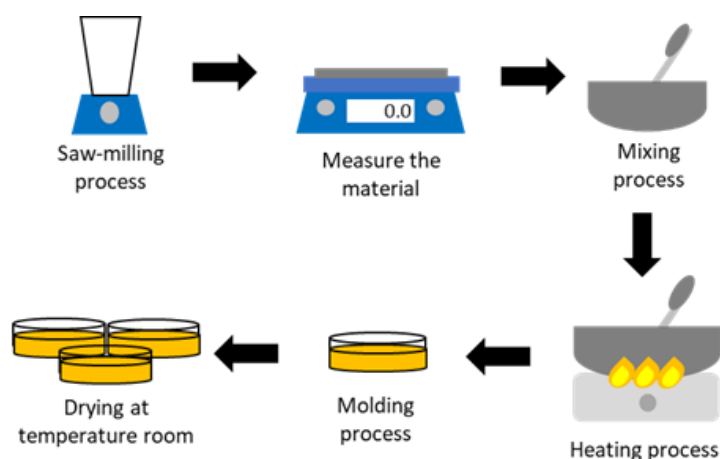 Saw-milling
process
0.0
Measure the
material
Mixing
process
Heating process
Molding
process
Drying at
temperature room